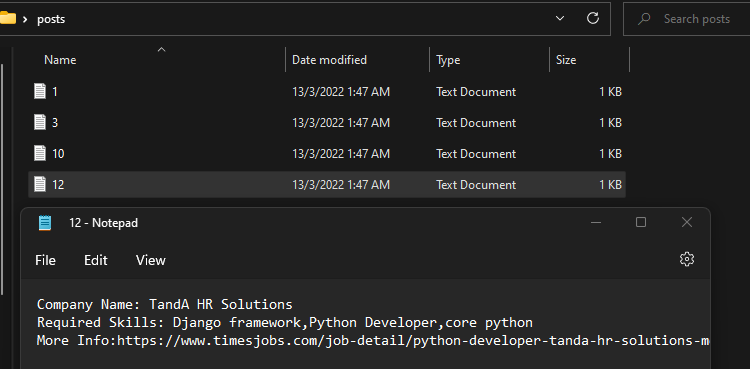 posts
Search posts
Name Date modified Type Size
1 13/3/2022 1:47 AM Text Document 1 KB
3 13/3/2022 1:47 AM Text Document 1 KB
10 13/3/2022 1:47 AM Text Document 1 KB
12 13/3/2022 1:47 AM Text Document 1 KB
12 - Notepad
File Edit View
Company Name: TandA HR Solutions
Required Skills: Django framework,Python Developer,core python
More Info:https://www.timesjobs.com/job-detail/python-developer-tanda-hr-solutions-m